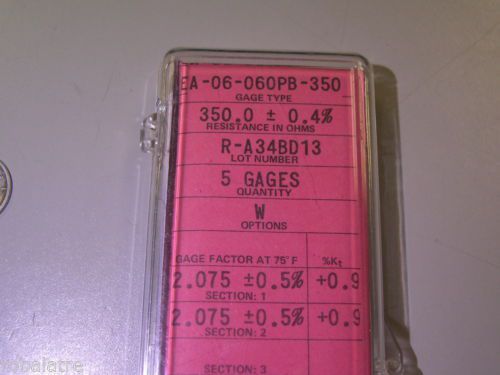 EA-06-060PB-350
GAGE TYPE
350.0 ± 0.4%
RESISTANCE IN OHMS
R-A34BD13
LOT NUMBER
5 GAGES
QUANTITY
W
OPTIONS
GAGE FACTOR AT 75°F %Kt
2.075 ±0.5% +0.9
SECTION: 1
2.075 ±0.5% +0.9
SECTION: 2
SECTION: 3